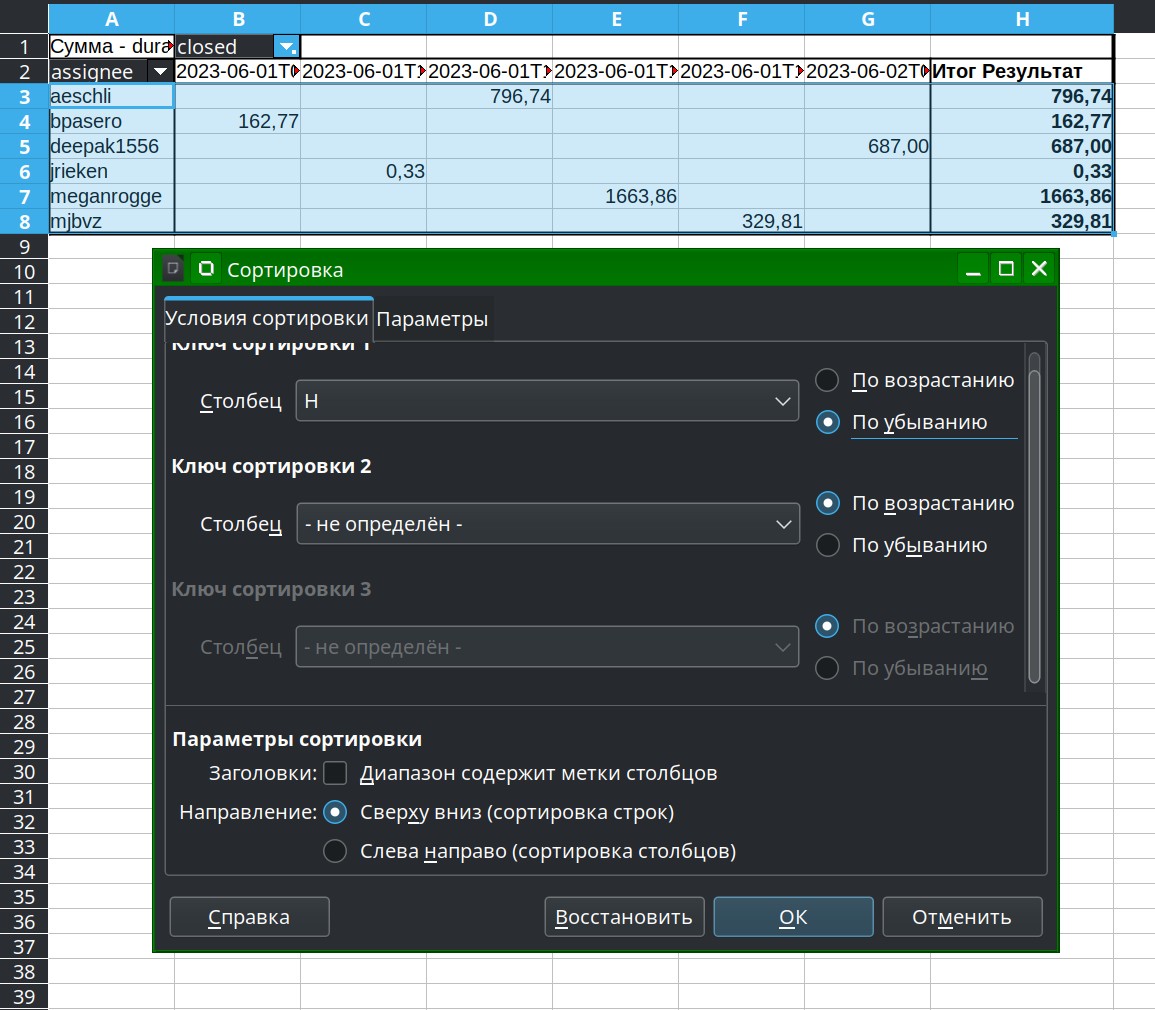 A B C D E F G H
1 Сумма - dura closed
2 assignee 2023-06-01T0 2023-06-01T1 2023-06-01T1 2023-06-01T1 2023-06-01T1 2023-06-02T0 Итог Результат
3 aeschli 796,74 796,74
4 bpasero 162,77 162,77
5 deepak1556 687,00 687,00
6 jrieken 0,33 0,33
7 meganrogge 1663,86 1663,86
8 mjbvz 329,81 329,81
9
10
11
12
13
14
15
16
17
18
19
20
21
22
23
24
25
26
27
28
29
30
31
32
33
34
35
36
37
38
39
Сортировка
Условия сортировки Параметры
Ключ сортировки 1
Столбец H
По возрастанию
По убыванию
Ключ сортировки 2
Столбец - не определён -
По возрастанию
По убыванию
Ключ сортировки 3
Столбец - не определён -
По возрастанию
По убыванию
Параметры сортировки
Заголовки: Диапазон содержит метки столбцов
Направление: Сверху вниз (сортировка строк)
Слева направо (сортировка столбцов)
Справка Восстановить OK Отменить